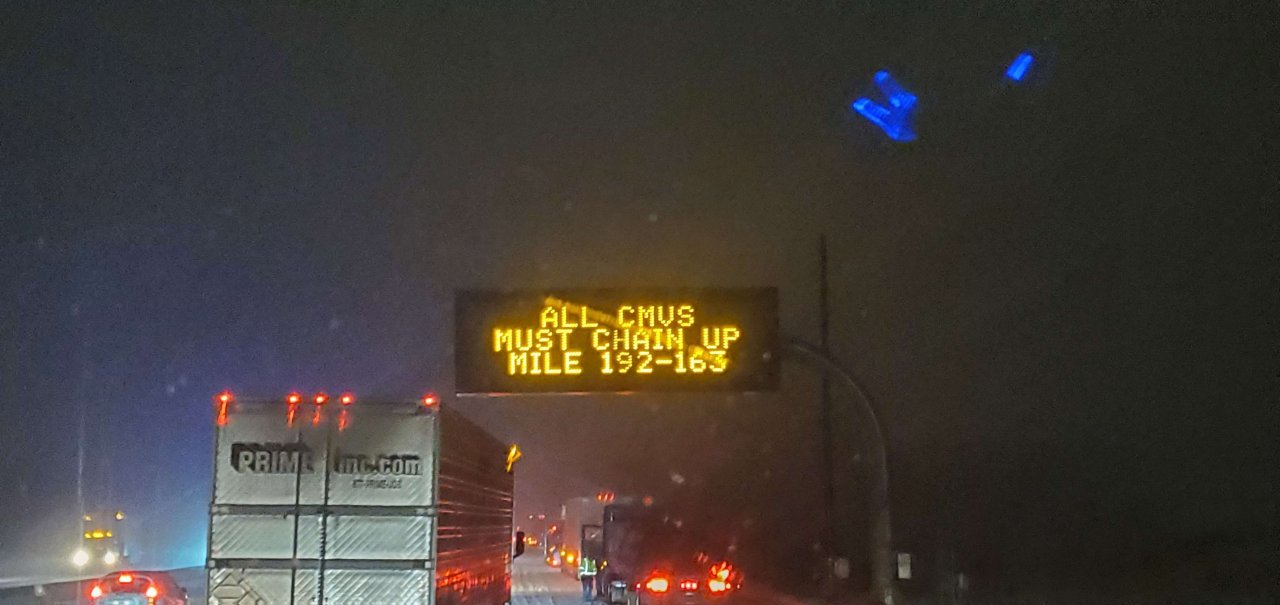 ALL CMVS
MUST CHAIN UP
MILE 192-163
PRIME inc.com